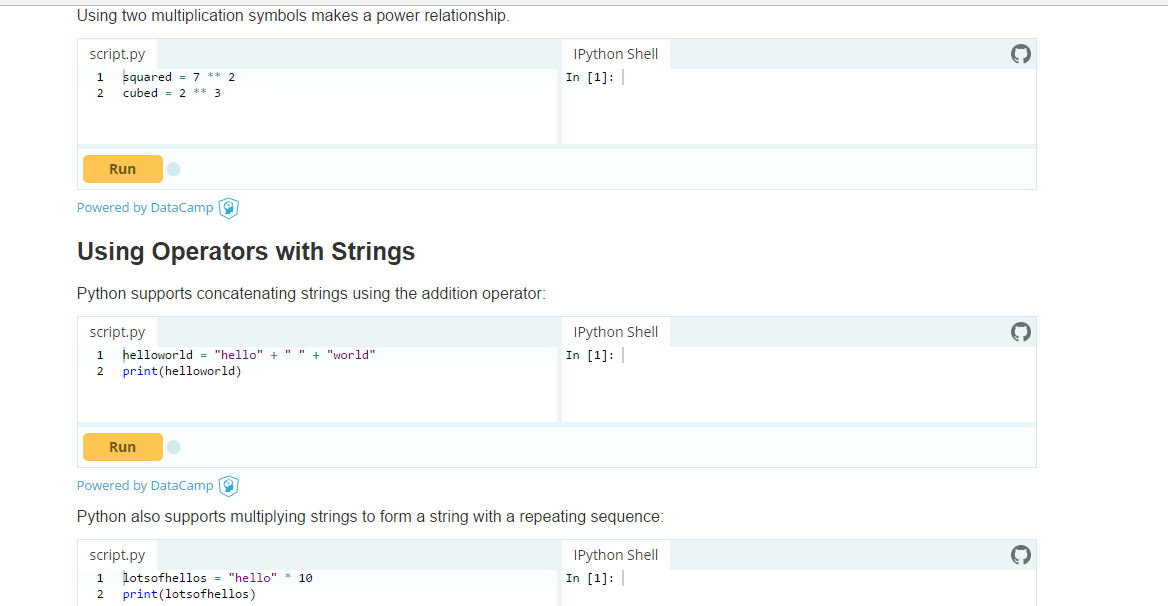 Using two multiplication symbols makes a power relationship.
script.py
IPython Shell
1 squared = 7 ** 2
In [1]:
2 cubed = 2 ** 3
Run
Powered by DataCamp
Using Operators with Strings
Python supports concatenating strings using the addition operator:
script.py
IPython Shell
1 helloworld = "hello" + " " + "world"
In [1]:
2 print(helloworld)
Run
Powered by DataCamp
Python also supports multiplying strings to form a string with a repeating sequence:
script.py
IPython Shell
1 lotsofhellos = "hello" * 10
In [1]:
2 print(lotsofhellos)